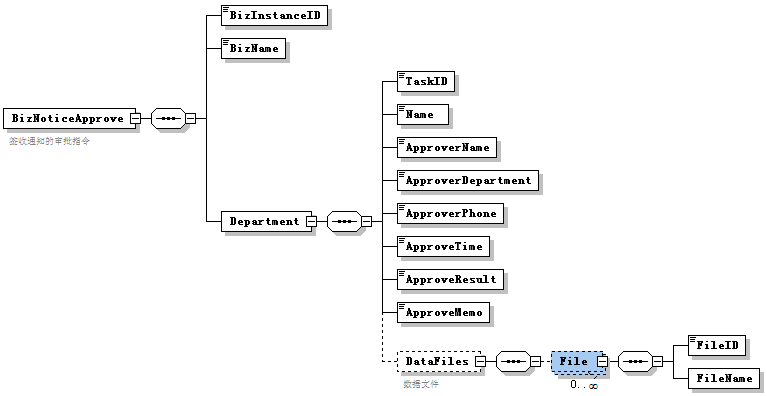 BizInstanceID
BizName
BizNoticeApprove
签收通知的审批指令
Department
TaskID
Name
ApproverName
ApproverDepartment
ApproverPhone
ApproveTime
ApproveResult
ApproveMemo
DataFiles
数据文件
File
0..∞
FileID
FileName